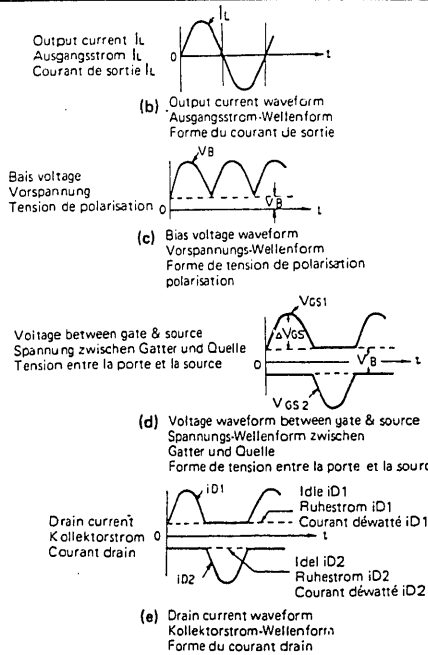 Output current IL
Ausgangsstrom IL
Courant de sortie IL
IL
0
t
(b) Output current waveform
Ausgangsstrom-Wellenform
Forme du courant de sortie
Bais voltage
Vorspannung
Tension de polarisation
VB
0
VB
t
(c) Bias voltage waveform
Vorspannungs-Wellenform
Forme de tension de polarisation
polarisation
Voltage between gate & source
Spannung zwischen Gatter und Quelle
Tension entre la porte et la source
VGS1
ΔVGS
0
VB
t
VGS2
(d) Voltage waveform between gate & source
Spannungs-Wellenform zwischen
Gatter und Quelle
Forme de tension entre la porte et la sour
Drain current
Kollektorstrom
Courant drain
iD1
Idle iD1
Ruhestrom iD1
Courant déwatté iD1
0
t
iD2
Idel iD2
Ruhestrom iD2
Courant déwatté iD2
(e) Drain current waveform
Kollektorstrom-Wellenform
Forme du courant drain